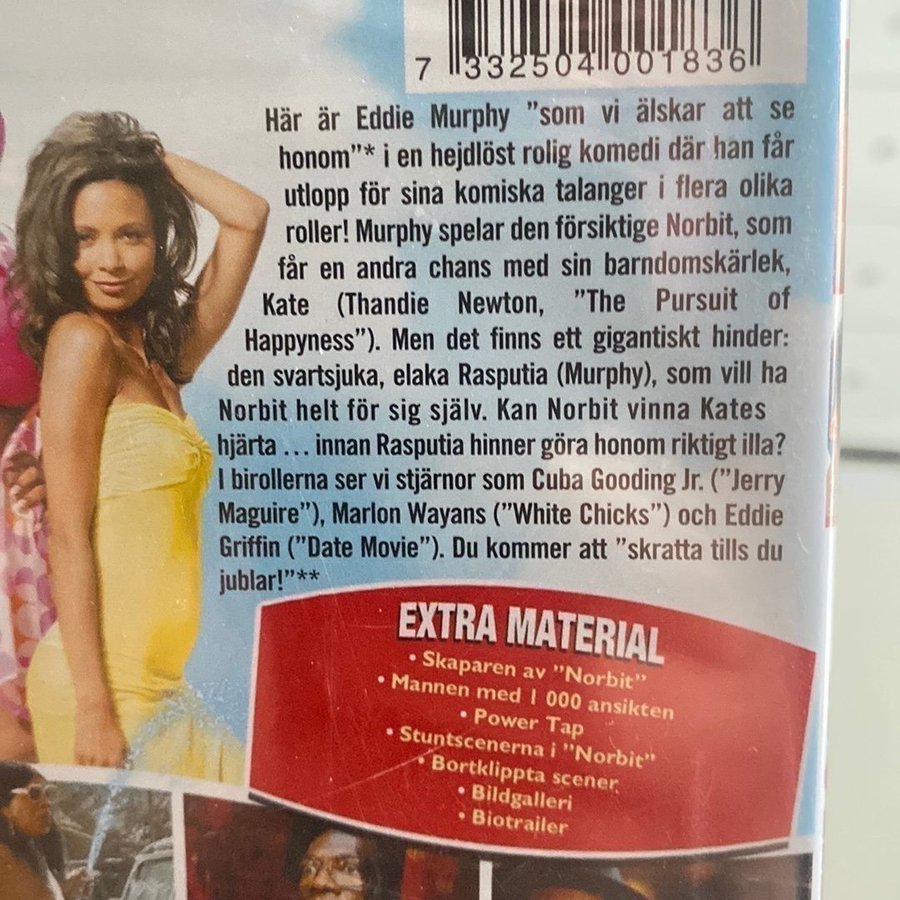 7 332504 001836
Här är Eddie Murphy ”som vi älskar att se
honom”* i en hejdlöst rolig komedi där han får
utlopp för sina komiska talanger i flera olika
roller! Murphy spelar den försiktige Norbit, som
får en andra chans med sin barndomskärlek,
Kate (Thandie Newton, ”The Pursuit of
Happyness”). Men det finns ett gigantiskt hinder:
den svartsjuka, elaka Rasputia (Murphy), som vill ha
Norbit helt för sig själv. Kan Norbit vinna Kates
hjärta ... innan Rasputia hinner göra honom riktigt illa?
I birollerna ser vi stjärnor som Cuba Gooding Jr. (”Jerry
Maguire”), Marlon Wayans (”White Chicks”) och Eddie
Griffin (”Date Movie”). Du kommer att ”skratta tills du
jublar!”**
EXTRA MATERIAL
• Skaparen av ”Norbit”
• Mannen med 1 000 ansikten
• Power Tap
• Stuntscenerna i ”Norbit”
• Bortklippta scener
• Bildgalleri
• Biotrailer